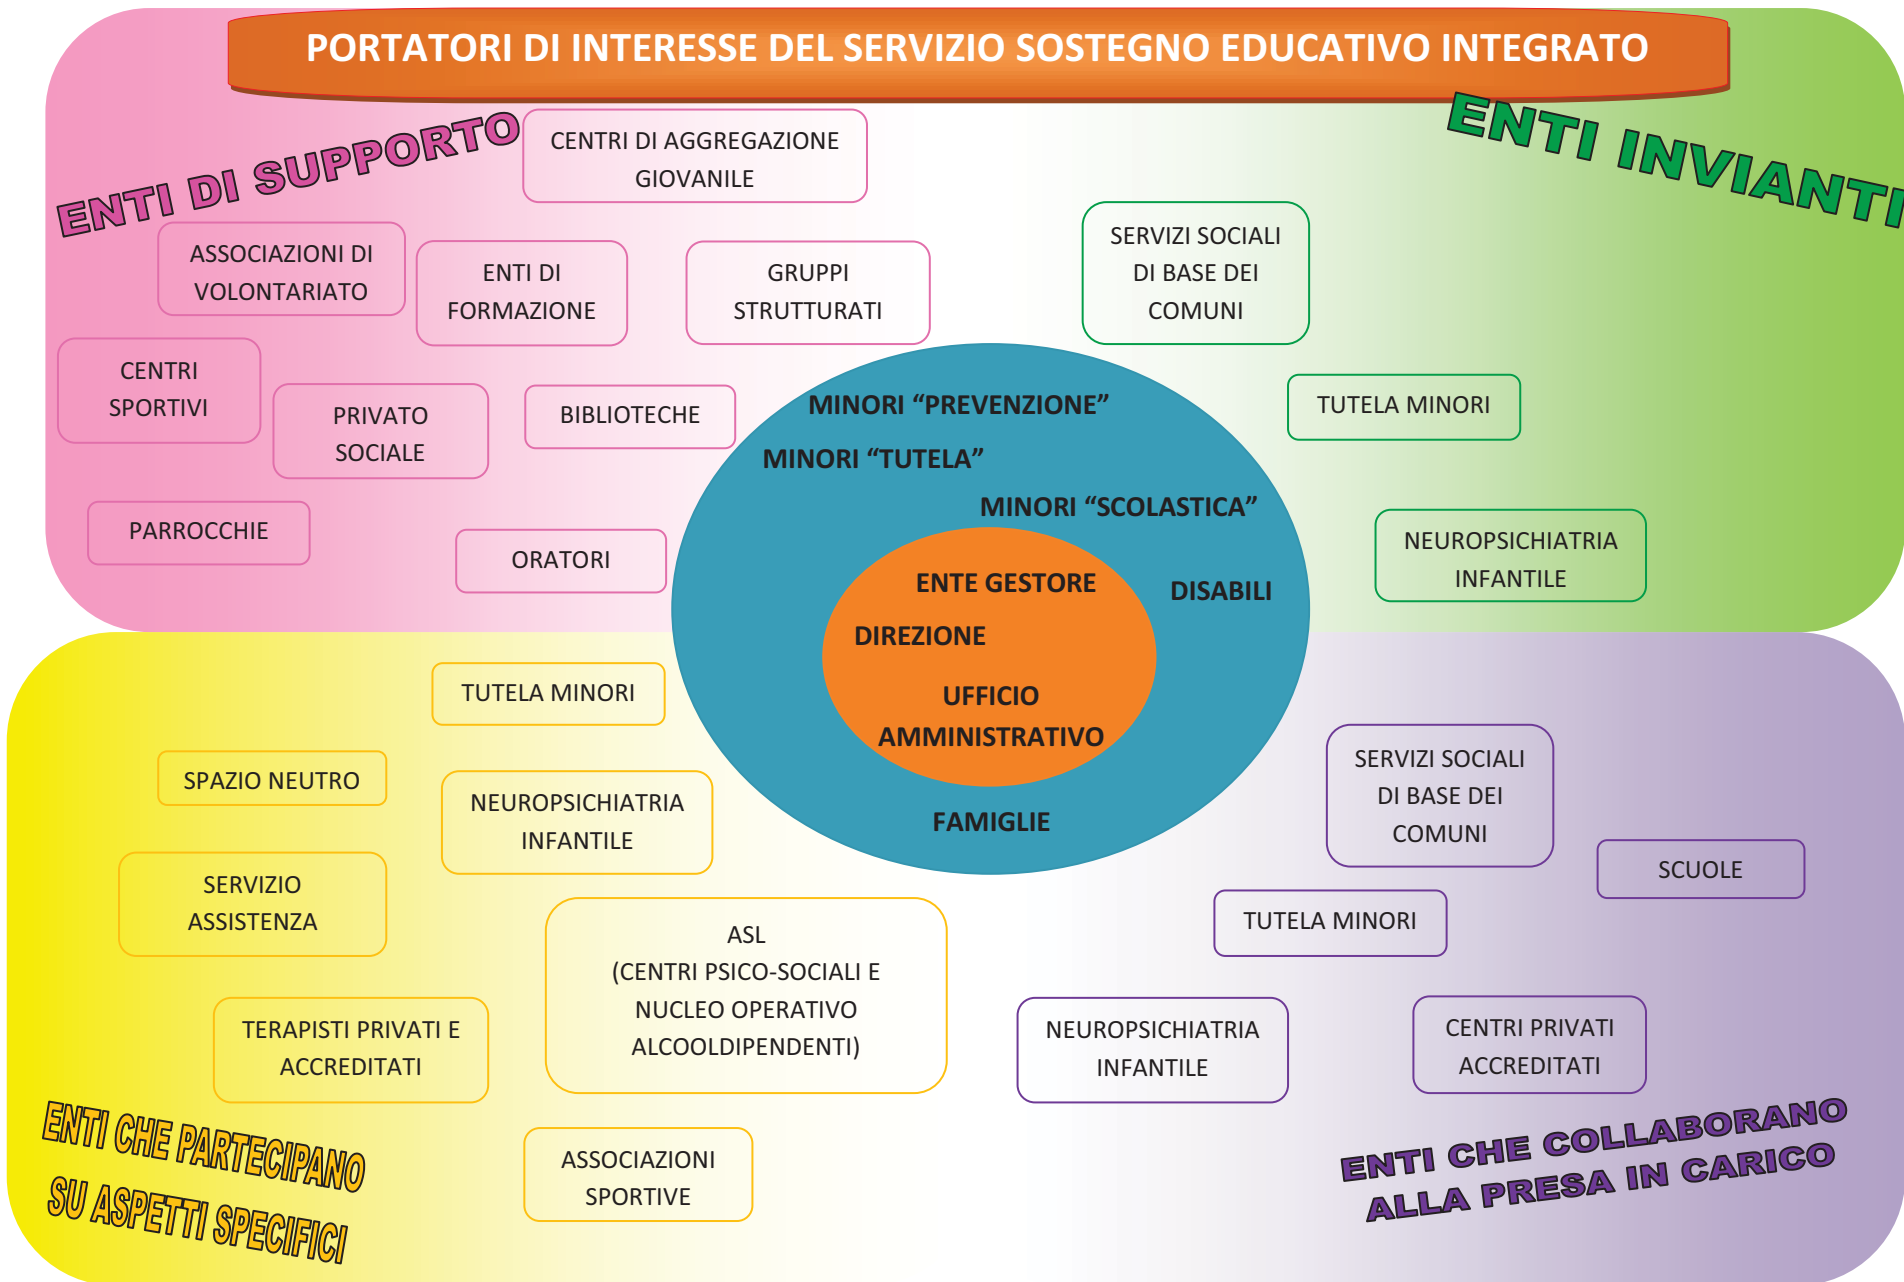 PORTATORI DI INTERESSE DEL SERVIZIO SOSTEGNO EDUCATIVO INTEGRATO
ENTI DI SUPPORTO
CENTRI DI AGGREGAZIONE
GIOVANILE
ASSOCIAZIONI DI
VOLONTARIATO
ENTI DI
FORMAZIONE
GRUPPI
STRUTTURATI
CENTRI
SPORTIVI
PRIVATO
SOCIALE
BIBLIOTECHE
PARROCCHIE
ORATORI
ENTI INVIANTI
SERVIZI SOCIALI
DI BASE DEI
COMUNI
TUTELA MINORI
NEUROPSICHIATRIA
INFANTILE
MINORI “PREVENZIONE”
MINORI “TUTELA”
MINORI “SCOLASTICA”
DISABILI
ENTE GESTORE
DIREZIONE
UFFICIO
AMMINISTRATIVO
FAMIGLIE
TUTELA MINORI
SPAZIO NEUTRO
NEUROPSICHIATRIA
INFANTILE
SERVIZIO
ASSISTENZA
ASL
(CENTRI PSICO-SOCIALI E
NUCLEO OPERATIVO
ALCOOLDIPENDENTI)
TERAPISTI PRIVATI E
ACCREDITATI
ASSOCIAZIONI
SPORTIVE
ENTI CHE PARTECIPANO
SU ASPETTI SPECIFICI
SERVIZI SOCIALI
DI BASE DEI
COMUNI
SCUOLE
TUTELA MINORI
NEUROPSICHIATRIA
INFANTILE
CENTRI PRIVATI
ACCREDITATI
ENTI CHE COLLABORANO
ALLA PRESA IN CARICO